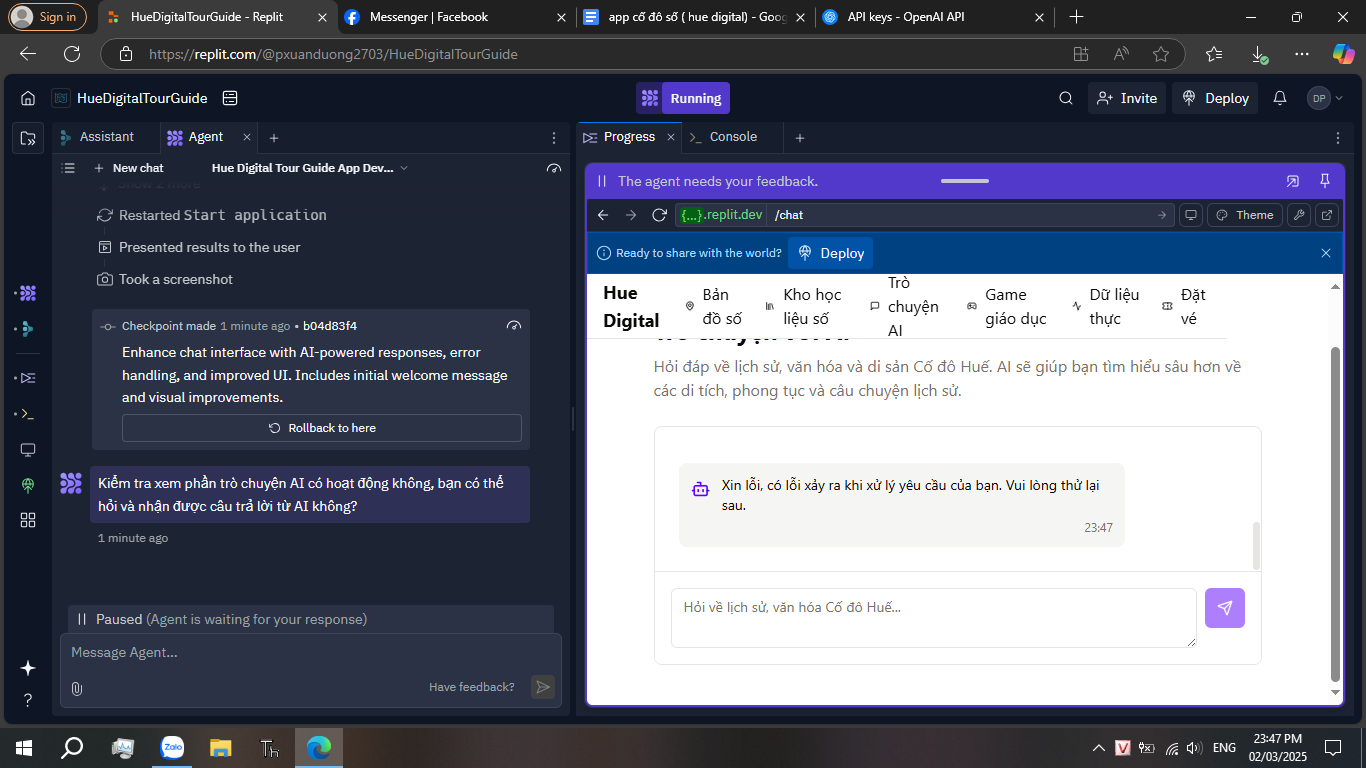 Sign in
HueDigitalTourGuide - Replit
Messenger | Facebook
app cố đô số ( hue digital) - Goog
API keys - OpenAI API
https://replit.com/@pxuanduong2703/HueDigitalTourGuide
HueDigitalTourGuide
Running
Invite
Deploy
DP
Assistant
Agent
Progress
Console
New chat
Hue Digital Tour Guide App Dev...
Show 2 more
Restarted Start application
Presented results to the user
Took a screenshot
Checkpoint made 1 minute ago • b04d83f4
Enhance chat interface with AI-powered responses, error
handling, and improved UI. Includes initial welcome message
and visual improvements.
Rollback to here
Kiểm tra xem phần trò chuyện AI có hoạt động không, bạn có thể
hỏi và nhận được câu trả lời từ AI không?
1 minute ago
Paused (Agent is waiting for your response)
Message Agent...
Have feedback?
The agent needs your feedback.
{...}.replit.dev
/chat
Theme
Ready to share with the world?
Deploy
Hue
Digital
Bản
đồ số
Kho học
liệu số
Trò
chuyện
AI
Game
giáo dục
Dữ liệu
thực
Đặt
vé
Hỏi đáp về lịch sử, văn hóa và di sản Cố đô Huế. AI sẽ giúp bạn tìm hiểu sâu hơn về
các di tích, phong tục và câu chuyện lịch sử.
Xin lỗi, có lỗi xảy ra khi xử lý yêu cầu của bạn. Vui lòng thử lại
sau.
23:47
Hỏi về lịch sử, văn hóa Cố đô Huế...
Zalo
Th
V
ENG
23:47 PM
02/03/2025